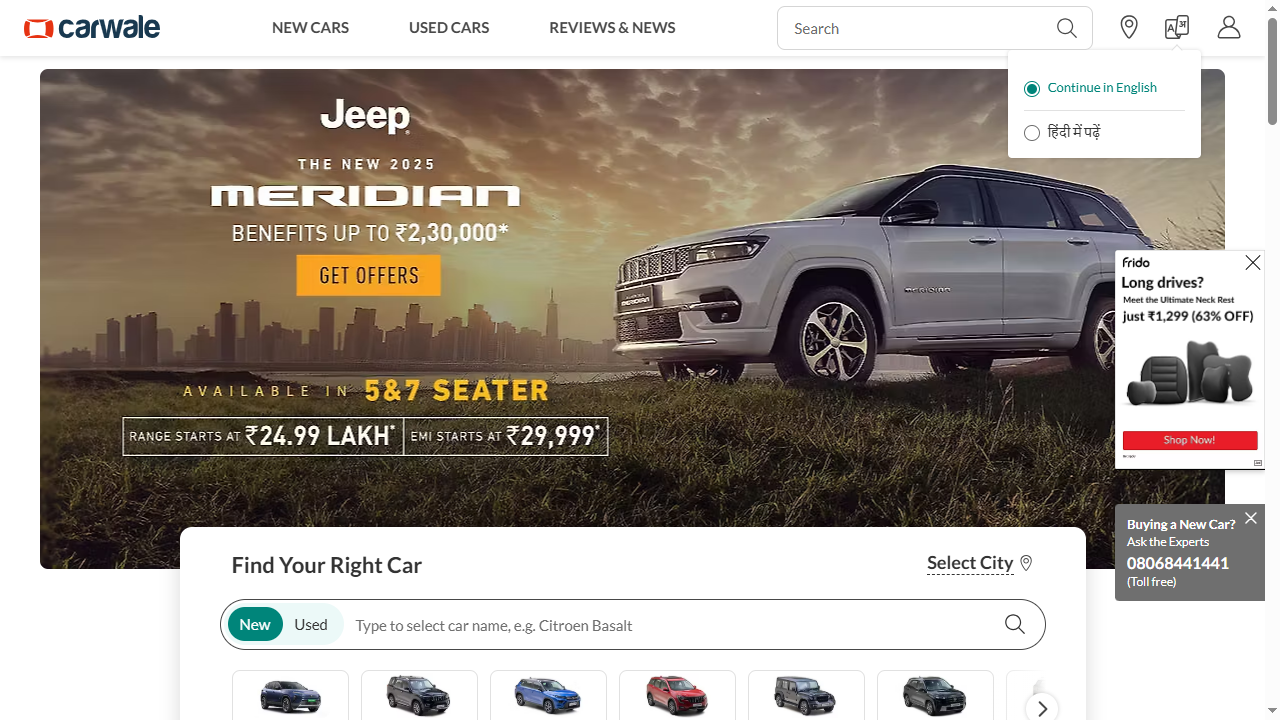 carwale
NEW CARS
USED CARS
REVIEWS & NEWS
Search
Continue in English
हिंदी में पढ़ें
Jeep
THE NEW 2025
MERIDIAN
BENEFITS UP TO ₹2,30,000*
GET OFFERS
AVAILABLE IN 5&7 SEATER
RANGE STARTS AT ₹24.99 LAKH*
EMI STARTS AT ₹29,999*
MERIDIAN
MERIDIAN
frido
Long drives?
Meet the Ultimate Neck Rest
just ₹1,299 (63% OFF)
Shop Now!
Buying a New Car?
Ask the Experts
08068441441
(Toll free)
Find Your Right Car
Select City
New
Used
Type to select car name, e.g. Citroen Basalt